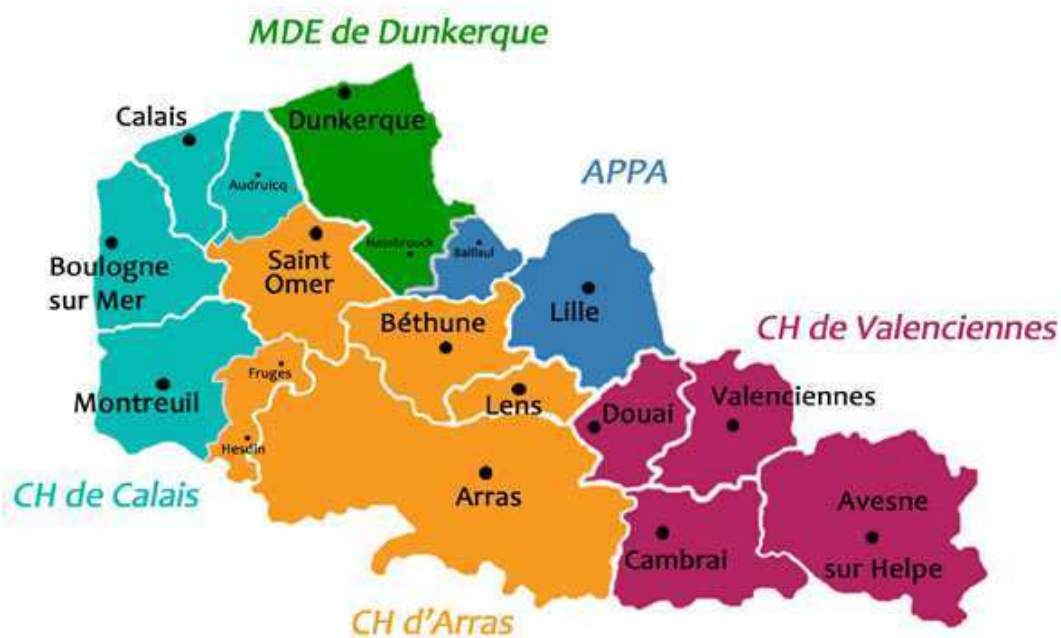 MDE de Dunkerque
Calais
Dunkerque
Audruicq
APPA
Saint
Omer
Hazebrouck
Bailleul
Boulogne
sur Mer
Béthune
Lille
CH de Valenciennes
Fruges
Montreuil
Lens
Douai
Valenciennes
Hesdin
CH de Calais
Arras
Avesne
sur Helpe
Cambrai
CH d'Arras